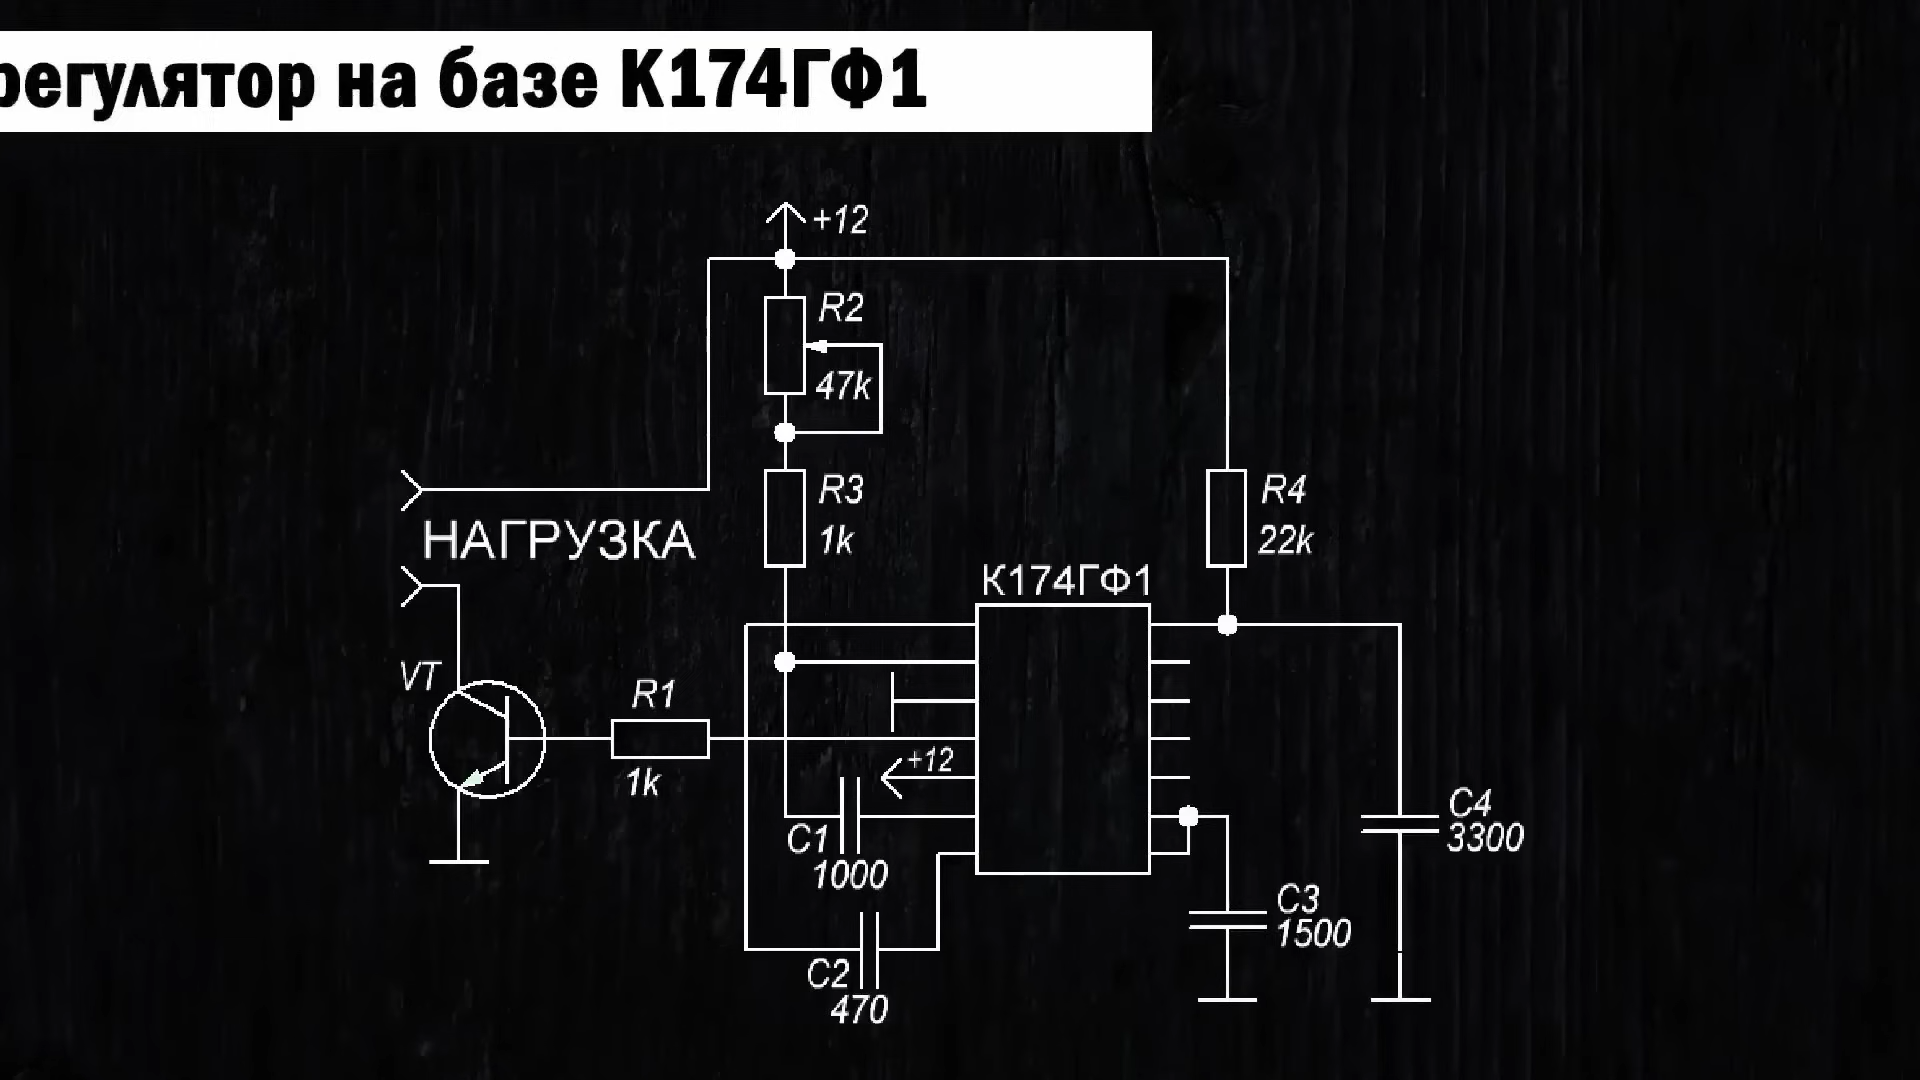 регулятор на базе К174ГФ1
+12
R2
47k
R3
1k
R4
22k
НАГРУЗКА
К174ГФ1
VT
R1
1k
+12
C1
1000
C2
470
C3
1500
C4
3300